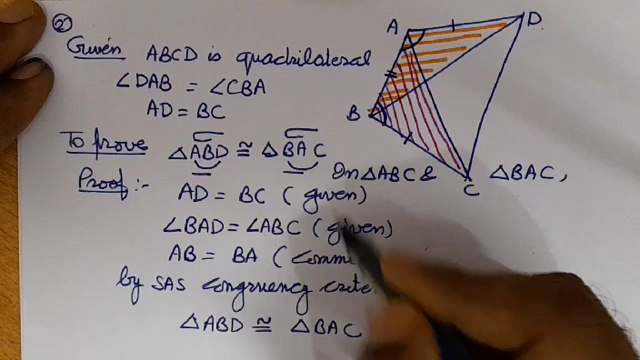 ②
Given ABCD is quadrilateral
∠DAB = ∠CBA
AD = BC
To prove △ABD ≅ △BAC
Proof:- In △ABC & △BAC,
AD = BC (given)
∠BAD = ∠ABC (given)
AB = BA
by SAS congruency
△ABD ≅ △BAC
A
D
B
C